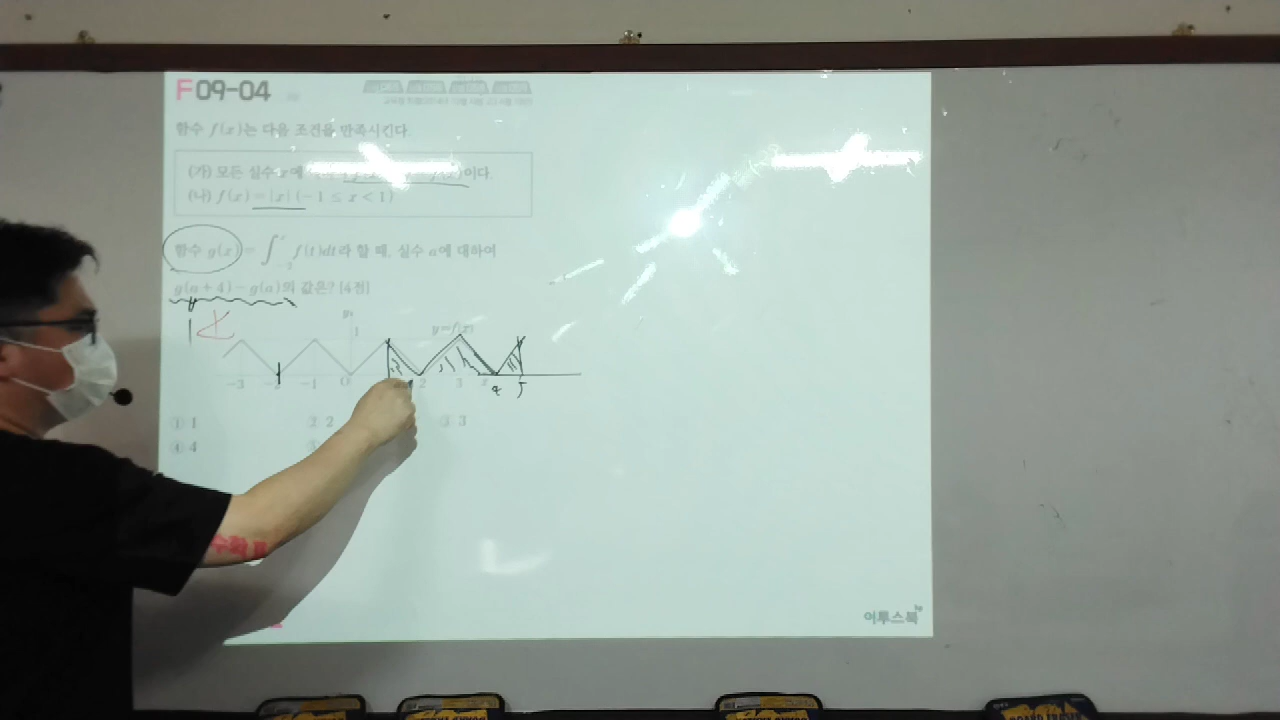 F09-04
함수 f(x)는 다음 조건을 만족시킨다.
(가) 모든 실수 x에 이다.
(나) f(x)=|x| (-1 ≤ x < 1)
함수 g(x)= ∫ f(t)dt라 할 때, 실수 a에 대하여
g(a+4)-g(a)의 값은? [4점]
y
1
y=f(x)
-3 -1 O 2 3 x 4 5
① 1 ② 2 ③ 3
④ 4
이투스북